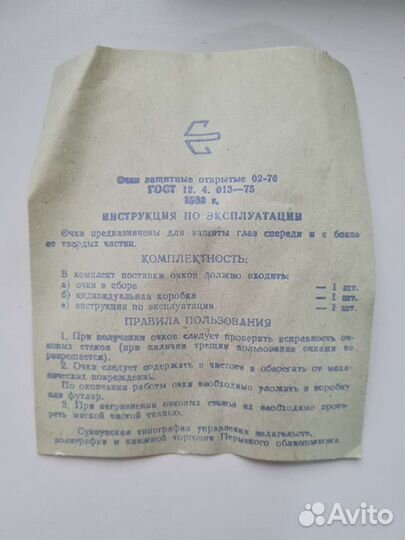 Очки защитные открытые 02-76
ГОСТ 12. 4. 013—75
1988 г.
ИНСТРУКЦИЯ ПО ЭКСПЛУАТАЦИИ
Очки предназначены для защиты глаз спереди и с боков
от твердых частиц.
КОМПЛЕКТНОСТЬ:
В комплект поставки очков должно входить:
а) очки в сборе — 1 шт.
б) индивидуальная коробка — 1 шт.
в) инструкция по эксплуатации — 1 шт.
ПРАВИЛА ПОЛЬЗОВАНИЯ
1. При получении очков следует проверить исправность оч-
ковых стекол (при наличии трещин пользование очками не
разрешается).
2. Очки следует содержать в чистоте и оберегать от меха-
нических повреждений.
По окончании работы очки необходимо уложить в коробку
или футляр.
3. При загрязнении очковых стекол их необходимо проте-
реть мягкой чистой тканью.
Суксунская типография управления издательств,
полиграфии и книжной торговли Пермского облисполкома.
Avito